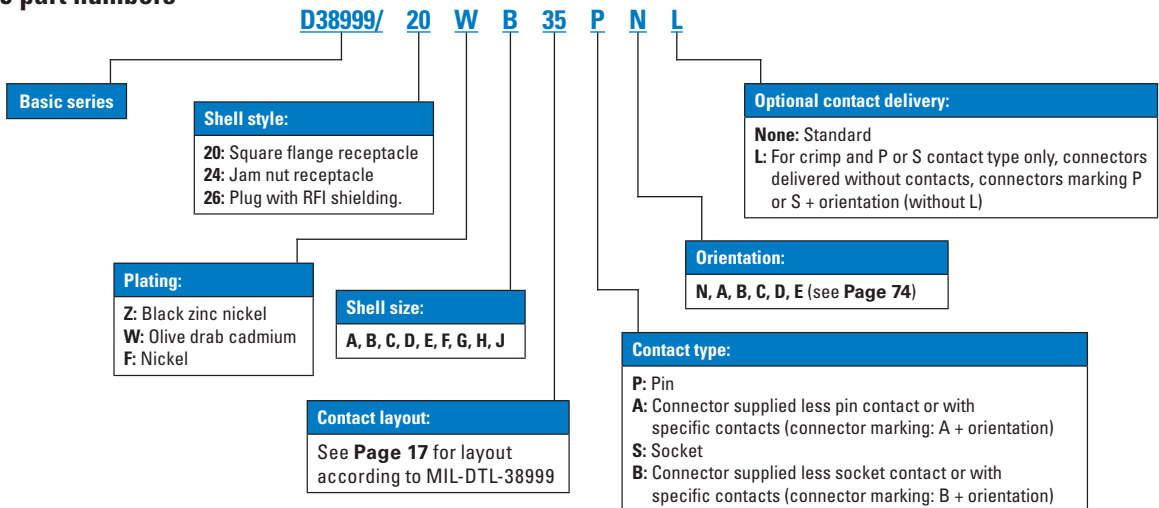 D38999/ 20 W B 35 P N L
Basic series
Shell style:
20: Square flange receptacle
24: Jam nut receptacle
26: Plug with RFI shielding.
Optional contact delivery:
None: Standard
L: For crimp and P or S contact type only, connectors
delivered without contacts, connectors marking P
or S + orientation (without L)
Plating:
Z: Black zinc nickel
W: Olive drab cadmium
F: Nickel
Shell size:
A, B, C, D, E, F, G, H, J
Orientation:
N, A, B, C, D, E (see Page 74)
Contact layout:
See Page 17 for layout
according to MIL-DTL-38999
Contact type:
P: Pin
A: Connector supplied less pin contact or with
specific contacts (connector marking: A + orientation)
S: Socket
B: Connector supplied less socket contact or with
specific contacts (connector marking: B + orientation)